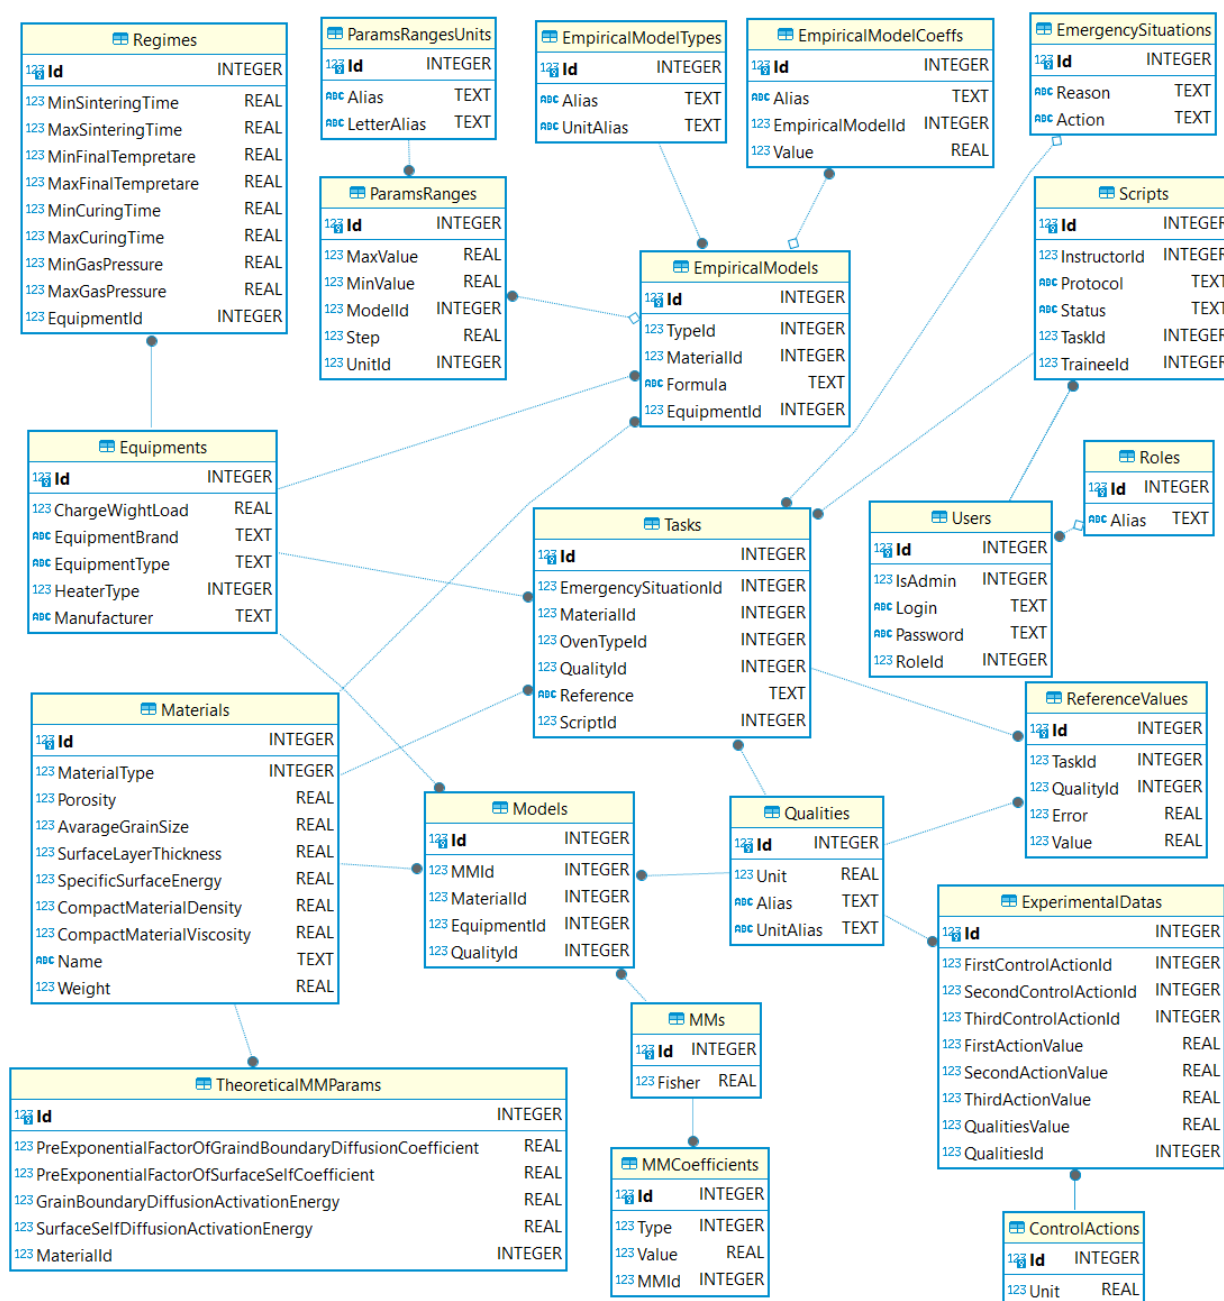 Regimes
Id INTEGER
MinSinteringTime REAL
MaxSinteringTime REAL
MinFinalTempretare REAL
MaxFinalTempretare REAL
MinCuringTime REAL
MaxCuringTime REAL
MinGasPressure REAL
MaxGasPressure REAL
EquipmentId INTEGER
ParamsRangesUnits
Id INTEGER
Alias TEXT
LetterAlias TEXT
EmpiricalModelTypes
Id INTEGER
Alias TEXT
UnitAlias TEXT
EmpiricalModelCoeffs
Id INTEGER
Alias TEXT
EmpiricalModelId INTEGER
Value REAL
EmergencySituations
Id INTEGER
Reason TEXT
Action TEXT
ParamsRanges
Id INTEGER
MaxValue REAL
MinValue REAL
ModelId INTEGER
Step REAL
UnitId INTEGER
Scripts
Id INTEGER
InstructorId INTEGER
Protocol TEXT
Status TEXT
TaskId INTEGER
TraineeId INTEGER
EmpiricalModels
Id INTEGER
TypeId INTEGER
MaterialId INTEGER
Formula TEXT
EquipmentId INTEGER
Equipments
Id INTEGER
ChargeWightLoad REAL
EquipmentBrand TEXT
EquipmentType TEXT
HeaterType INTEGER
Manufacturer TEXT
Roles
Id INTEGER
Alias TEXT
Tasks
Id INTEGER
EmergencySituationId INTEGER
MaterialId INTEGER
OvenTypeId INTEGER
QualityId INTEGER
Reference TEXT
ScriptId INTEGER
Users
Id INTEGER
IsAdmin INTEGER
Login TEXT
Password TEXT
RoleId INTEGER
Materials
Id INTEGER
MaterialType INTEGER
Porosity REAL
AvarageGrainSize REAL
SurfaceLayerThickness REAL
SpecificSurfaceEnergy REAL
CompactMaterialDensity REAL
CompactMaterialViscosity REAL
Name TEXT
Weight REAL
ReferenceValues
Id INTEGER
TaskId INTEGER
QualityId INTEGER
Error REAL
Value REAL
Models
Id INTEGER
MMId INTEGER
MaterialId INTEGER
EquipmentId INTEGER
QualityId INTEGER
Qualities
Id INTEGER
Unit REAL
Alias TEXT
UnitAlias TEXT
ExperimentalDatas
Id INTEGER
FirstControlActionId INTEGER
SecondControlActionId INTEGER
ThirdControlActionId INTEGER
FirstActionValue REAL
SecondActionValue REAL
ThirdActionValue REAL
QualitiesValue REAL
QualitiesId INTEGER
MMs
Id INTEGER
Fisher REAL
TheoreticalMMParams
Id INTEGER
PreExponentialFactorOfGraindBoundaryDiffusionCoefficient REAL
PreExponentialFactorOfSurfaceSelfCoefficient REAL
GrainBoundaryDiffusionActivationEnergy REAL
SurfaceSelfDiffusionActivationEnergy REAL
MaterialId INTEGER
MMCoefficients
Id INTEGER
Type INTEGER
Value REAL
MMId INTEGER
ControlActions
Id INTEGER
Unit REAL